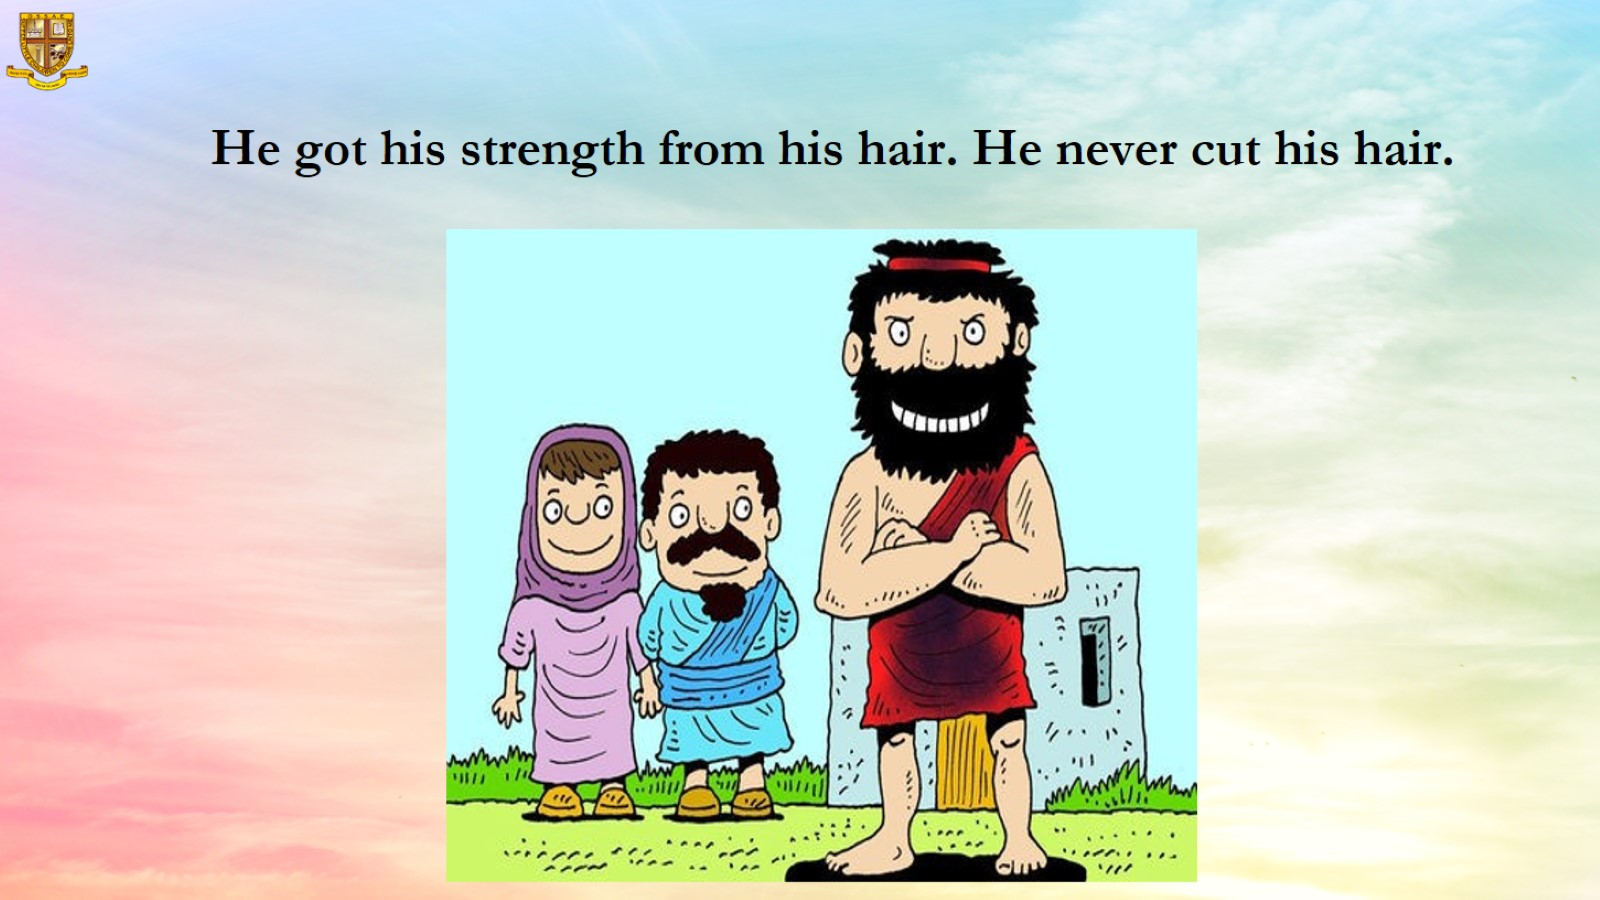 He got his strength from his hair. He never cut his hair.